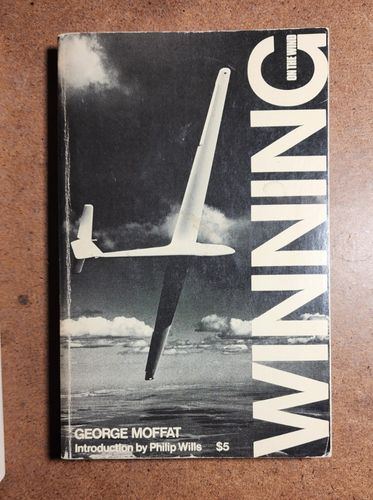 WINNING
ON THE WIND
GEORGE MOFFAT
Introduction by Philip Wills $5